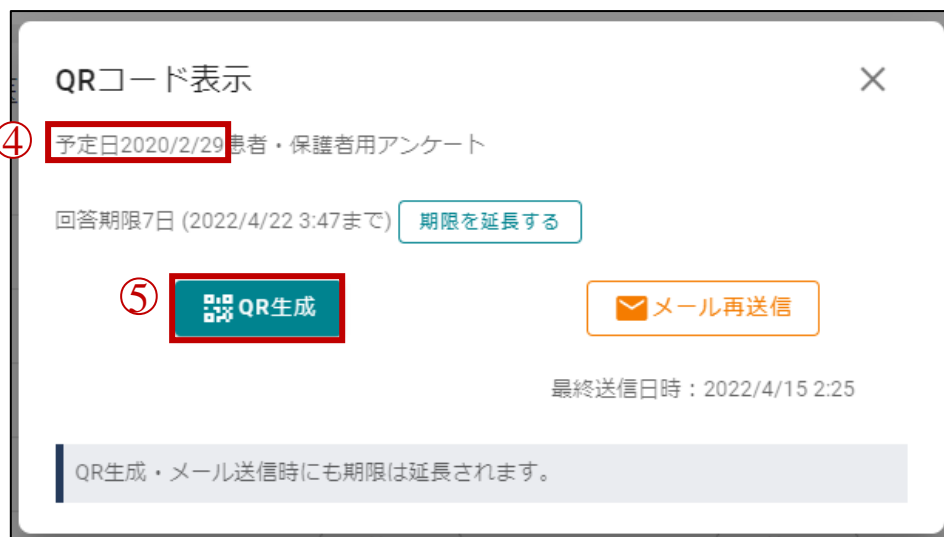 QRコード表示
④ 予定日2020/2/29患者・保護者用アンケート
回答期限7日 (2022/4/22 3:47まで) 期限を延長する
⑤ QR生成 メール再送信
最終送信日時：2022/4/15 2:25
QR生成・メール送信時にも期限は延長されます。